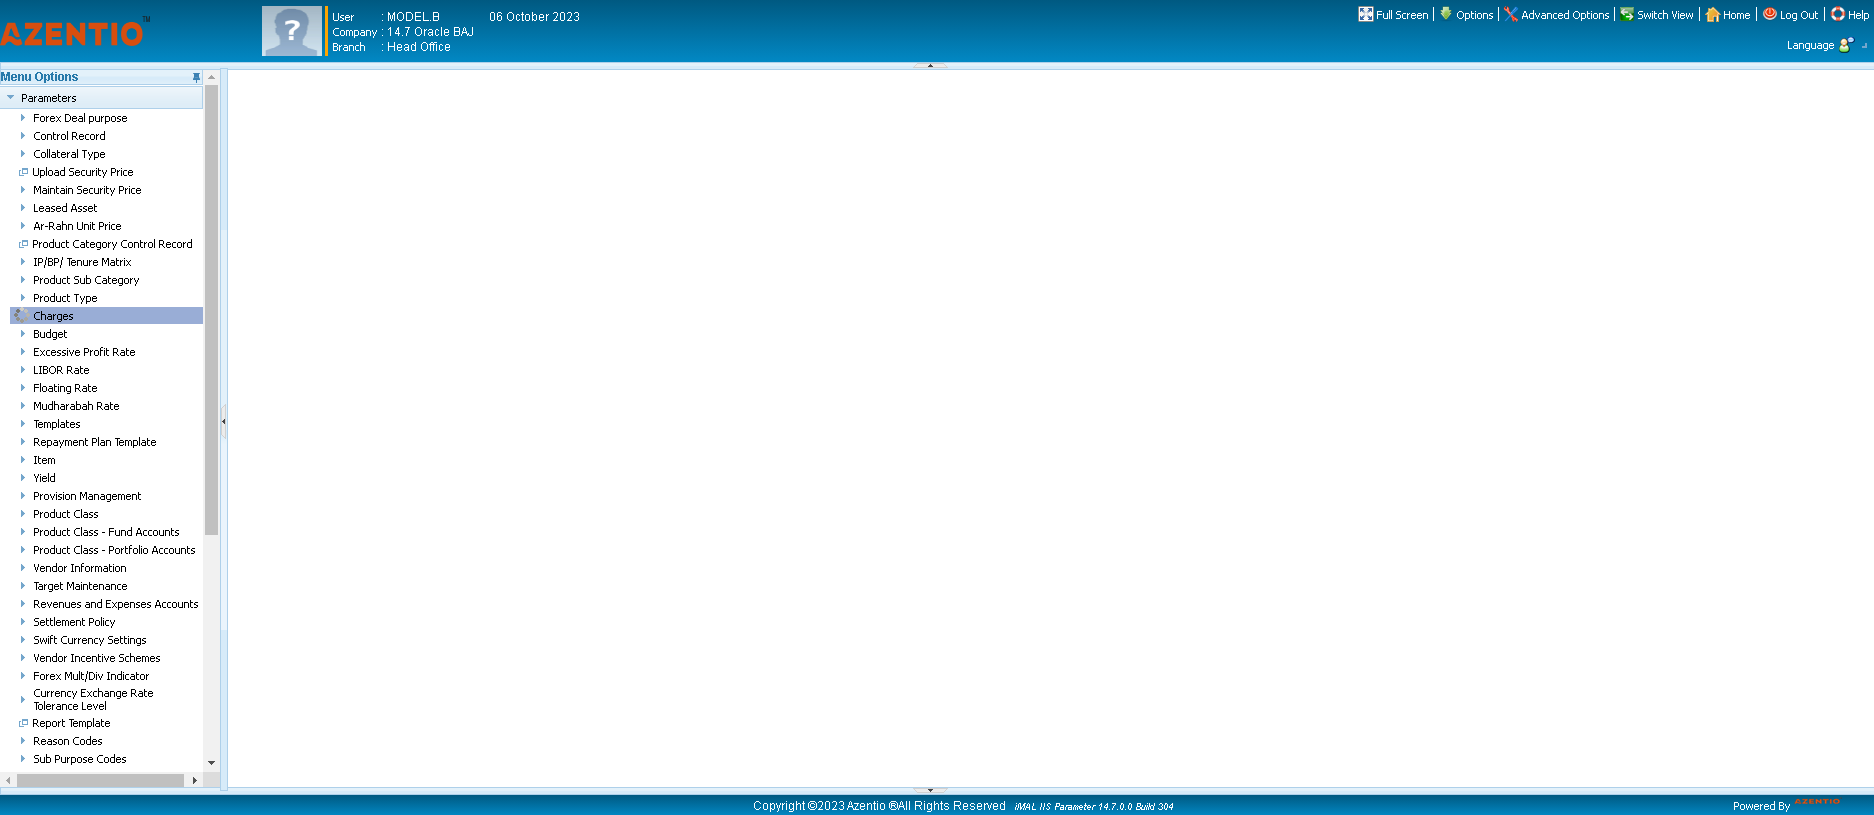 AZENTIO™
User : MODEL.B 06 October 2023
Company : 14.7 Oracle BAJ
Branch : Head Office
Full Screen Options Advanced Options Switch View Home Log Out Help
Language
Menu Options
Parameters
Forex Deal purpose
Control Record
Collateral Type
Upload Security Price
Maintain Security Price
Leased Asset
Ar-Rahn Unit Price
Product Category Control Record
IP/BP/ Tenure Matrix
Product Sub Category
Product Type
Charges
Budget
Excessive Profit Rate
LIBOR Rate
Floating Rate
Mudharabah Rate
Templates
Repayment Plan Template
Item
Yield
Provision Management
Product Class
Product Class - Fund Accounts
Product Class - Portfolio Accounts
Vendor Information
Target Maintenance
Revenues and Expenses Accounts
Settlement Policy
Swift Currency Settings
Vendor Incentive Schemes
Forex Mult/Div Indicator
Currency Exchange Rate
Tolerance Level
Report Template
Reason Codes
Sub Purpose Codes
Copyright ©2023 Azentio ®All Rights Reserved iMAL IIS Parameter 14.7.0.0 Build 304
Powered By AZENTIO